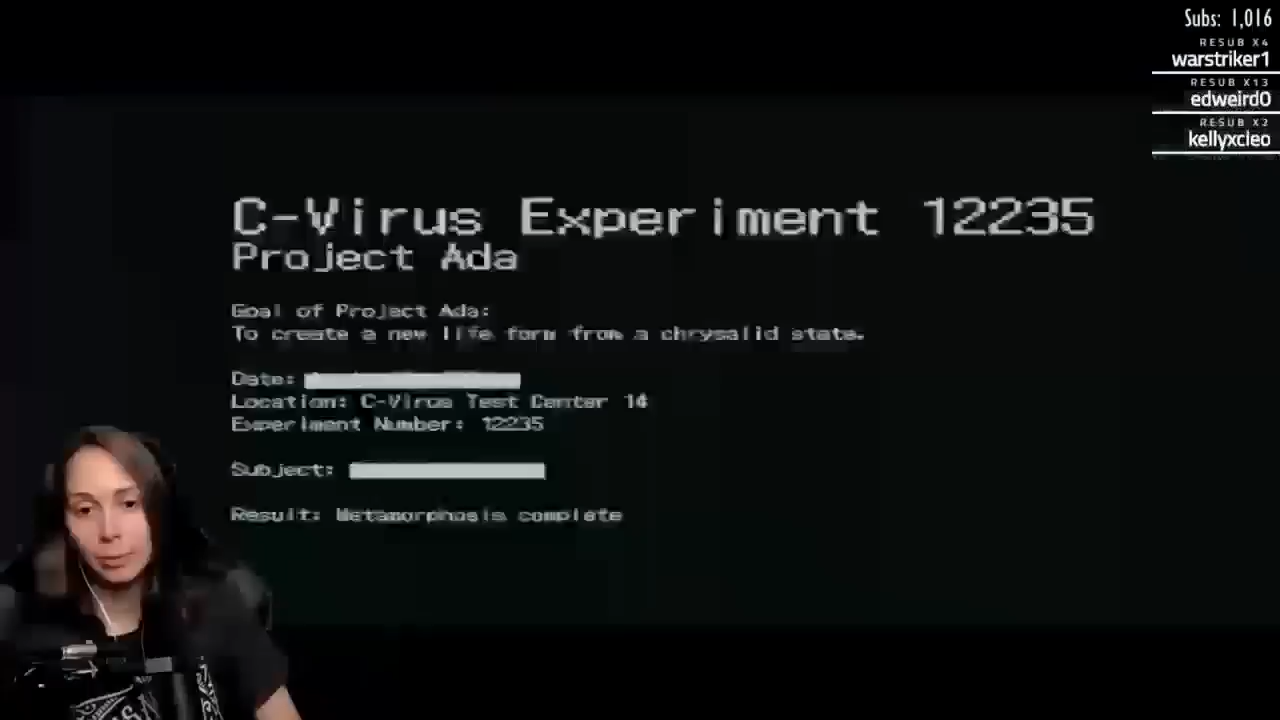 Subs: 1,016
RESUB X4
warstriker1
RESUB X13
edweird0
RESUB X2
kellyxcleo
C-Virus Experiment 12235
Project Ada
Goal of Project Ada:
To create a new life form from a chrysalid state.
Date:
Location: C-Virus Test Center 14
Experiment Number: 12235
Subject:
Result: Metamorphosis complete